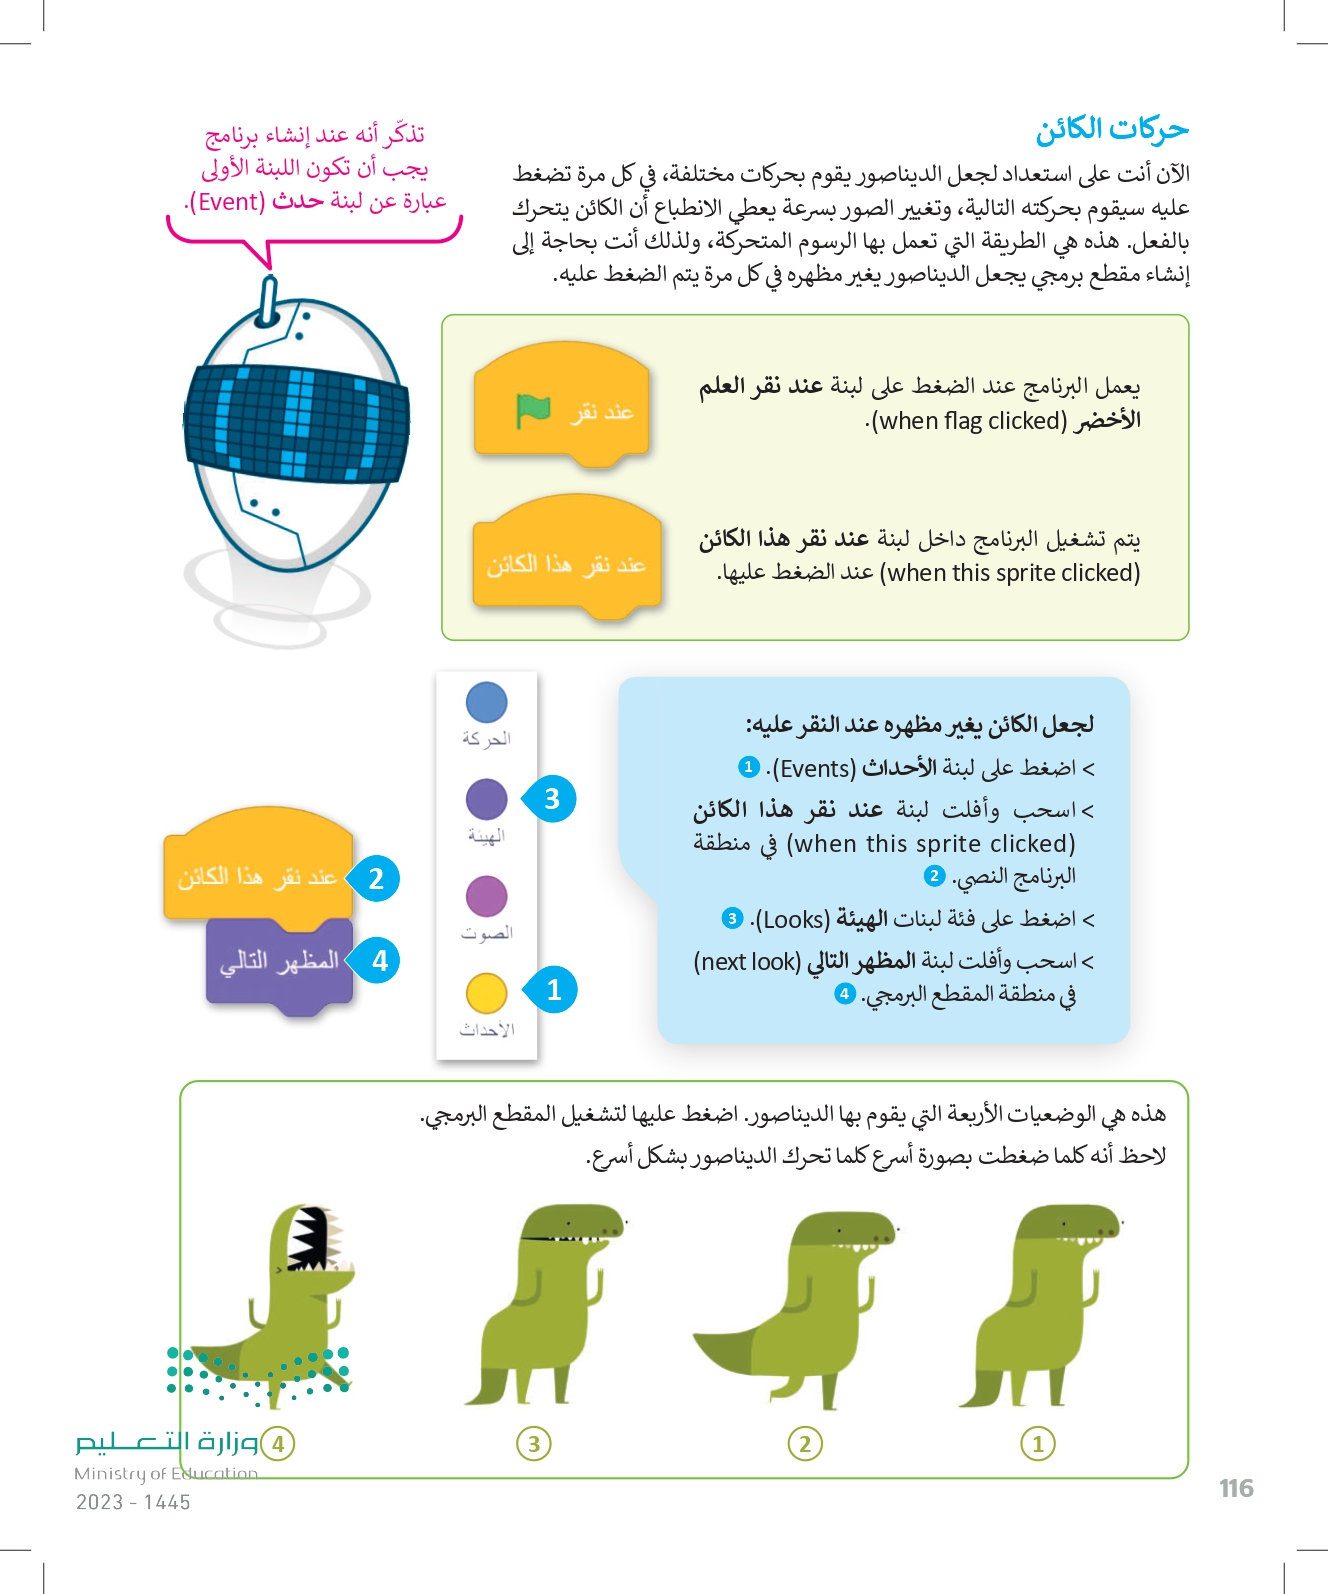 حركات الكائن
الآن أنت على استعداد لجعل الديناصور يقوم بحركات مختلفة، في كل مرة تضغط
عليه سيقوم بحركته التالية، وتغيير الصور بسرعة يعطي الانطباع أن الكائن يتحرك
بالفعل. هذه هي الطريقة التي تعمل بها الرسوم المتحركة، ولذلك أنت بحاجة إلى
إنشاء مقطع برمجي يجعل الديناصور يغير مظهره في كل مرة يتم الضغط عليه.
تذكّر أنه عند إنشاء برنامج
يجب أن تكون اللبنة الأولى
عبارة عن لبنة حدث (Event).
يعمل البرنامج عند الضغط على لبنة عند نقر العلم
الأخضر (when flag clicked).
عند نقر
يتم تشغيل البرنامج داخل لبنة عند نقر هذا الكائن
(when this sprite clicked) عند الضغط عليها.
عند نقر هذا الكائن
لجعل الكائن يغير مظهره عند النقر عليه:
> اضغط على لبنة الأحداث (Events). 1
> اسحب وأفلت لبنة عند نقر هذا الكائن
(when this sprite clicked) في منطقة
البرنامج النصي. 2
> اضغط على فئة لبنات الهيئة (Looks). 3
> اسحب وأفلت لبنة المظهر التالي (next look)
في منطقة المقطع البرمجي. 4
الحركة
3
الهيئة
الصوت
1
الأحداث
عند نقر هذا الكائن
2
المظهر التالي
4
هذه هي الوضعيات الأربعة التي يقوم بها الديناصور. اضغط عليها لتشغيل المقطع البرمجي.
لاحظ أنه كلما ضغطت بصورة أسرع كلما تحرك الديناصور بشكل أسرع.
1
2
3
4
وزارة التعليم
Ministry of Education
2023 - 1445
116